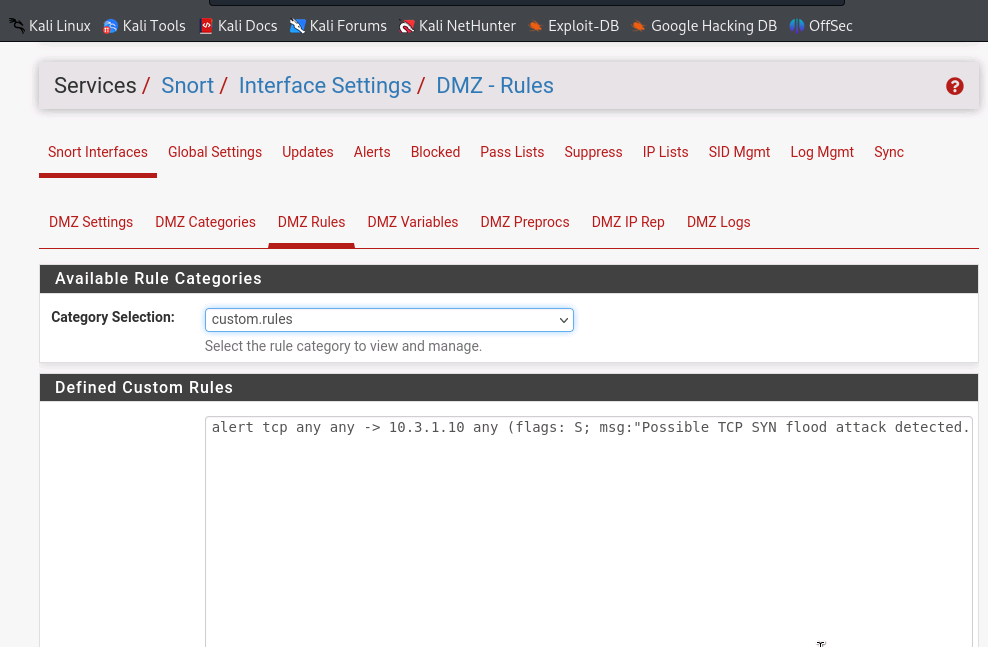 Kali Linux Kali Tools Kali Docs Kali Forums Kali NetHunter Exploit-DB Google Hacking DB OffSec
Services / Snort / Interface Settings / DMZ - Rules ?
Snort Interfaces Global Settings Updates Alerts Blocked Pass Lists Suppress IP Lists SID Mgmt Log Mgmt Sync
DMZ Settings DMZ Categories DMZ Rules DMZ Variables DMZ Preprocs DMZ IP Rep DMZ Logs
Available Rule Categories
Category Selection: custom.rules
Select the rule category to view and manage.
Defined Custom Rules
alert tcp any any -> 10.3.1.10 any (flags: S; msg:"Possible TCP SYN flood attack detected.